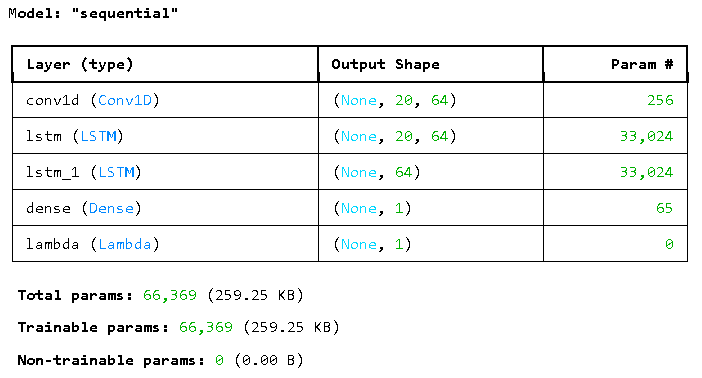 Model: "sequential"
Layer (type) Output Shape Param #
conv1d (Conv1D) (None, 20, 64) 256
lstm (LSTM) (None, 20, 64) 33,024
lstm_1 (LSTM) (None, 64) 33,024
dense (Dense) (None, 1) 65
lambda (Lambda) (None, 1) 0
Total params: 66,369 (259.25 KB)
Trainable params: 66,369 (259.25 KB)
Non-trainable params: 0 (0.00 B)